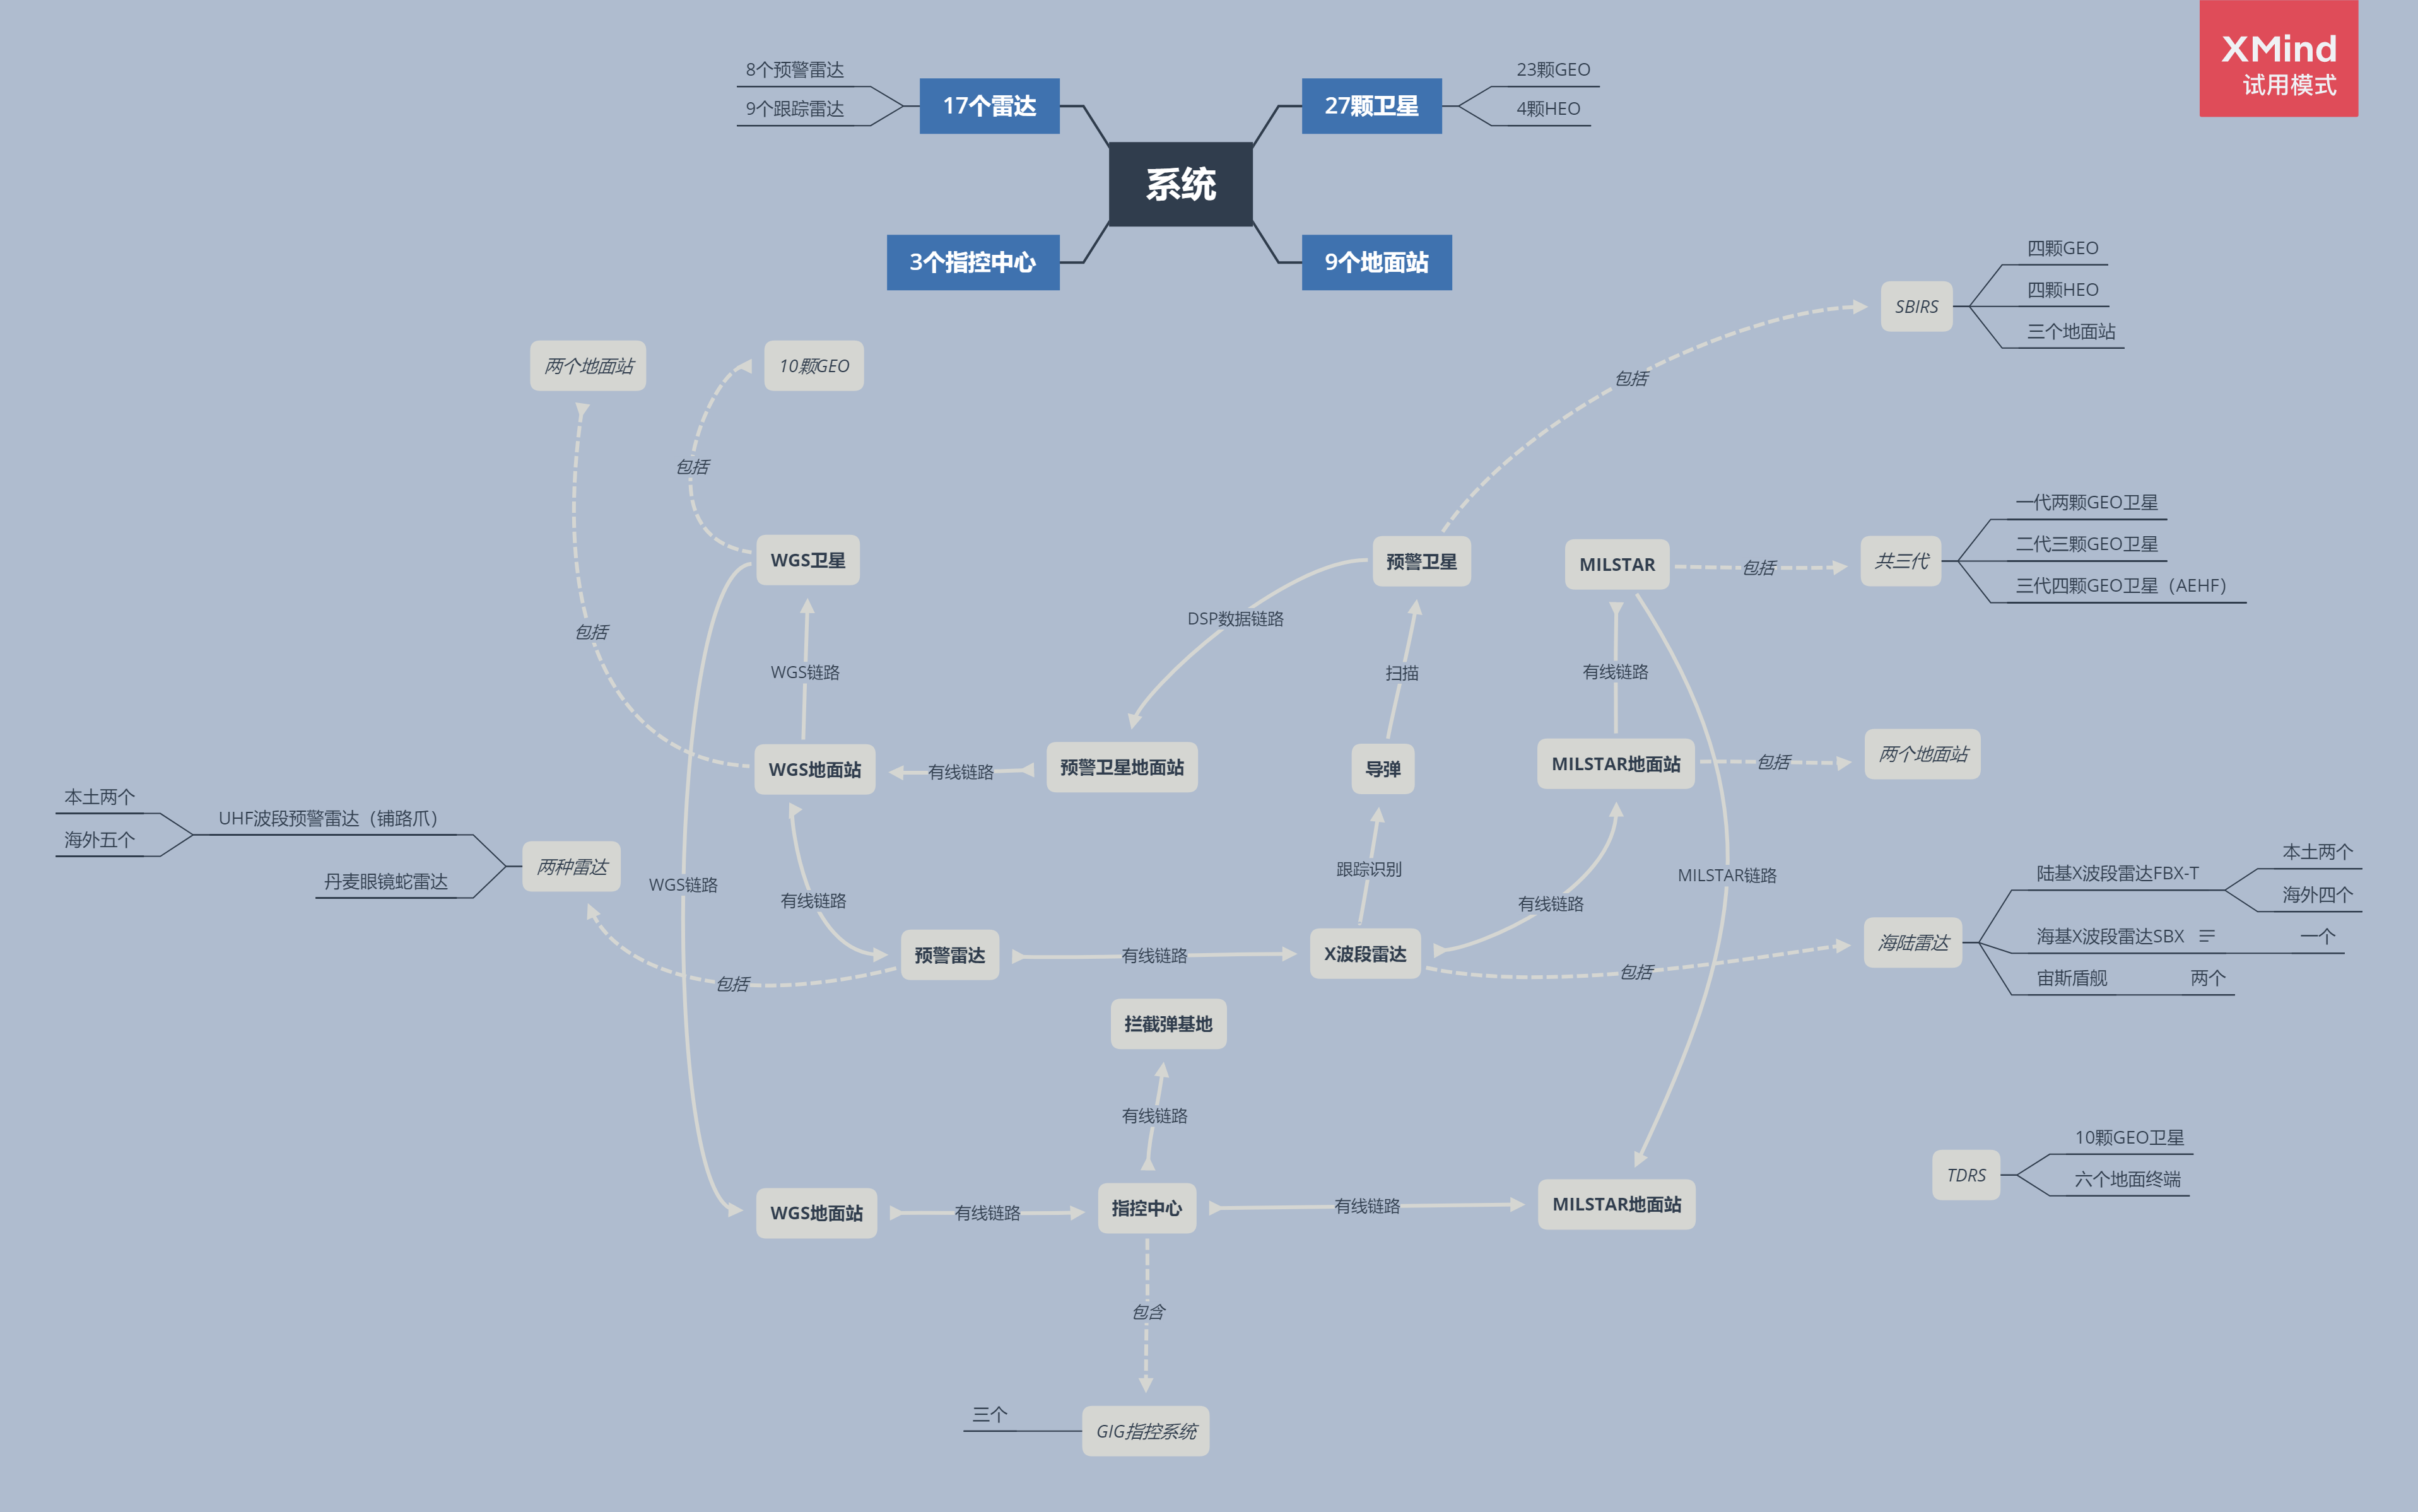 XMind
试用模式
8个预警雷达
9个跟踪雷达
17个雷达
27颗卫星
23颗GEO
4颗HEO
系统
3个指控中心
9个地面站
四颗GEO
四颗HEO
三个地面站
SBIRS
两个地面站
10颗GEO
包括
包括
包括
WGS卫星
预警卫星
MILSTAR
包括
共三代
一代两颗GEO卫星
二代三颗GEO卫星
三代四颗GEO卫星（AEHF）
DSP数据链路
WGS链路
扫描
有线链路
WGS地面站
有线链路
预警卫星地面站
导弹
MILSTAR地面站
包括
两个地面站
本土两个
海外五个
UHF波段预警雷达（铺路爪）
丹麦眼镜蛇雷达
两种雷达
WGS链路
有线链路
跟踪识别
有线链路
MILSTAR链路
陆基X波段雷达FBX-T
本土两个
海外四个
海陆雷达
海基X波段雷达SBX
一个
宙斯盾舰
两个
预警雷达
有线链路
X波段雷达
包括
包括
拦截弹基地
有线链路
TDRS
10颗GEO卫星
六个地面终端
WGS地面站
有线链路
指控中心
有线链路
MILSTAR地面站
包含
三个
GIG指控系统